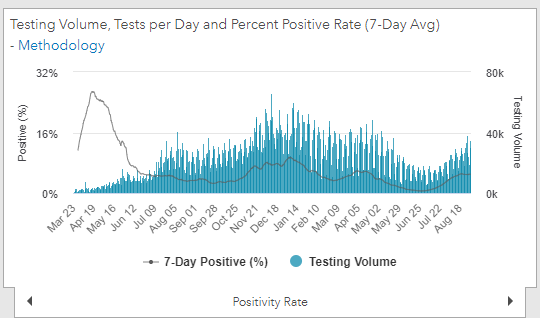 Testing Volume, Tests per Day and Percent Positive Rate (7-Day Avg)
- Methodology
32%
16%
0%
Positive (%)
80k
40k
0k
Testing Volume
Mar 23
Apr 19
May 16
Jun 12
Jul 09
Aug 05
Sep 01
Sep 28
Oct 25
Nov 21
Dec 18
Jan 14
Feb 10
Mar 09
Apr 05
May 02
May 29
Jun 25
Jul 22
Aug 18
7-Day Positive (%)
Testing Volume
Positivity Rate